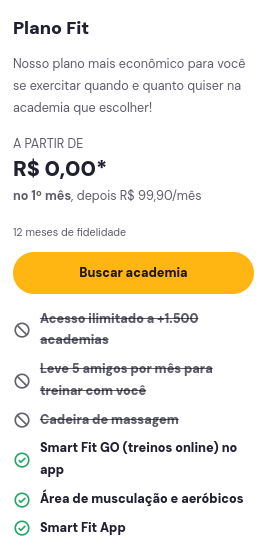 Plano Fit
Nosso plano mais econômico para você
se exercitar quando e quanto quiser na
academia que escolher!
A PARTIR DE
R$ 0,00*
no 1º mês, depois R$ 99,90/mês
12 meses de fidelidade
Buscar academia
Acesso ilimitado a +1.500
academias
Leve 5 amigos por mês para
treinar com você
Cadeira de massagem
Smart Fit GO (treinos online) no
app
Área de musculação e aeróbicos
Smart Fit App